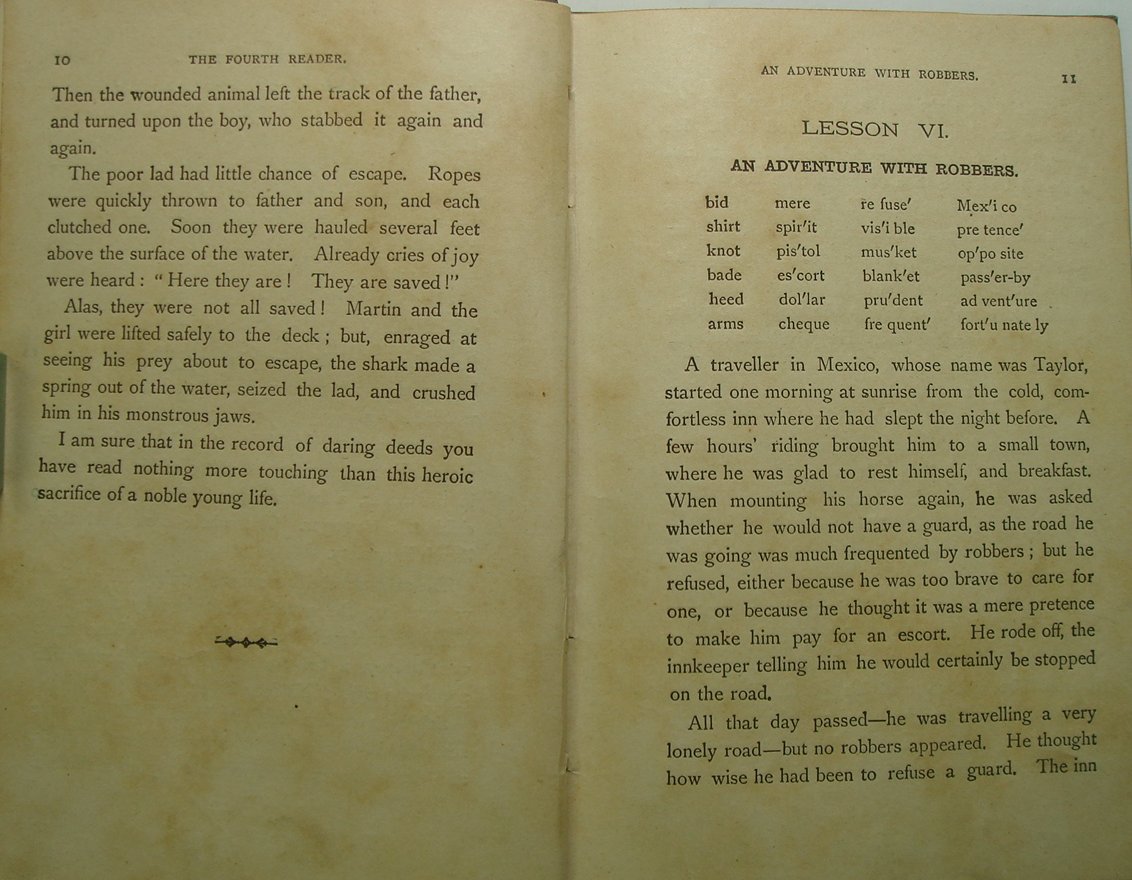 10
THE FOURTH READER.
Then the wounded animal left the track of the father,
and turned upon the boy, who stabbed it again and
again.
The poor lad had little chance of escape. Ropes
were quickly thrown to father and son, and each
clutched one. Soon they were hauled several feet
above the surface of the water. Already cries of joy
were heard : “ Here they are ! They are saved !”
Alas, they were not all saved ! Martin and the
girl were lifted safely to the deck ; but, enraged at
seeing his prey about to escape, the shark made a
spring out of the water, seized the lad, and crushed
him in his monstrous jaws.
I am sure that in the record of daring deeds you
have read nothing more touching than this heroic
sacrifice of a noble young life.
AN ADVENTURE WITH ROBBERS.
11
LESSON VI.
AN ADVENTURE WITH ROBBERS.
bid mere re fuse′ Mex′i co
shirt spir′it vis′i ble pre tence′
knot pis′tol mus′ket op′po site
bade es′cort blank′et pass′er-by
heed dol′lar pru′dent ad vent′ure
arms cheque fre quent′ fort′u nate ly
A traveller in Mexico, whose name was Taylor,
started one morning at sunrise from the cold, com-
fortless inn where he had slept the night before. A
few hours’ riding brought him to a small town,
where he was glad to rest himself, and breakfast.
When mounting his horse again, he was asked
whether he would not have a guard, as the road he
was going was much frequented by robbers ; but he
refused, either because he was too brave to care for
one, or because he thought it was a mere pretence
to make him pay for an escort. He rode off, the
innkeeper telling him he would certainly be stopped
on the road.
All that day passed—he was travelling a very
lonely road—but no robbers appeared. He thought
how wise he had been to refuse a guard. The inn